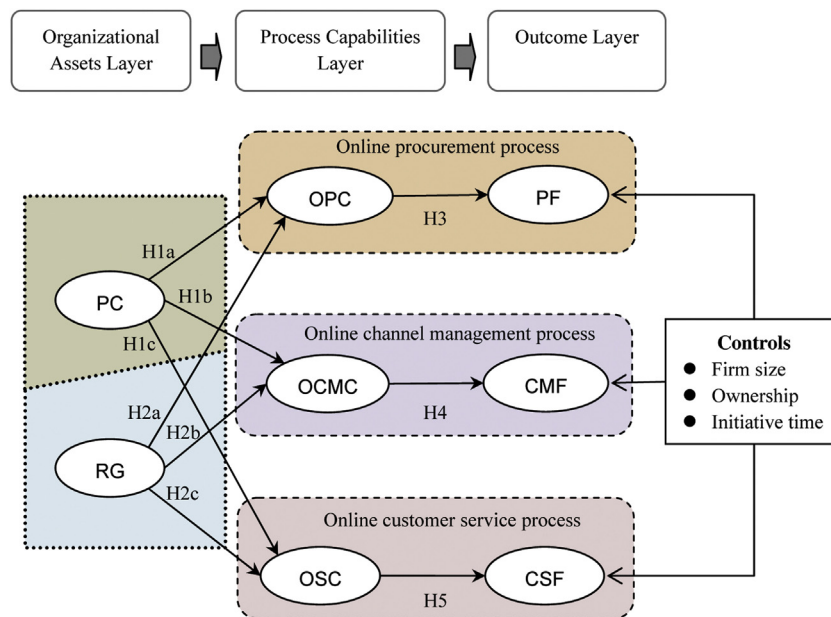 Organizational
Assets Layer
Process Capabilities
Layer
Outcome Layer
Online procurement process
OPC
PF
H3
H1a
PC
H1b
H1c
Online channel management process
OCMC
CMF
H4
Controls
● Firm size
● Ownership
● Initiative time
H2a
H2b
RG
H2c
Online customer service process
OSC
CSF
H5